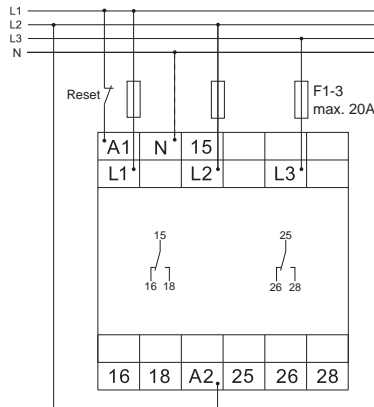 L1
L2
L3
N
Reset
F1-3
max. 20A
A1 N 15
L1 L2 L3
15 25
16 18 26 28
16 18 A2 25 26 28